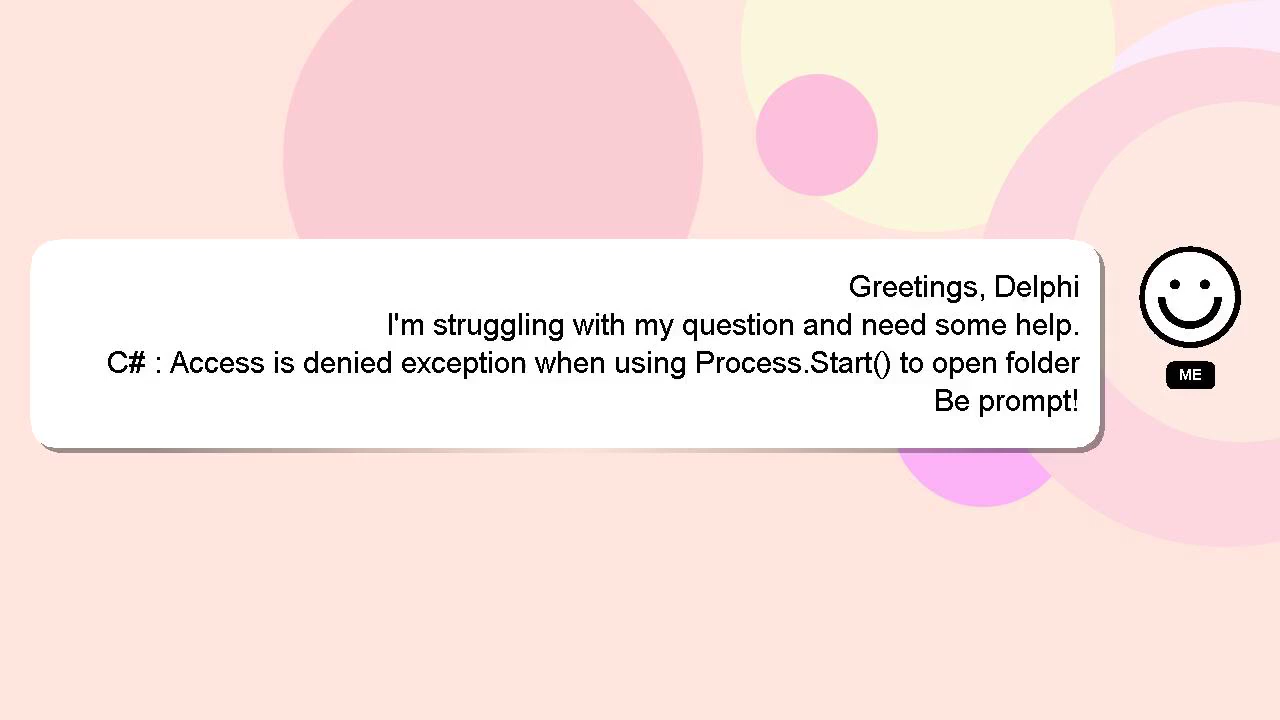 Greetings, Delphi
I'm struggling with my question and need some help.
C# : Access is denied exception when using Process.Start() to open folder
Be prompt!
ME